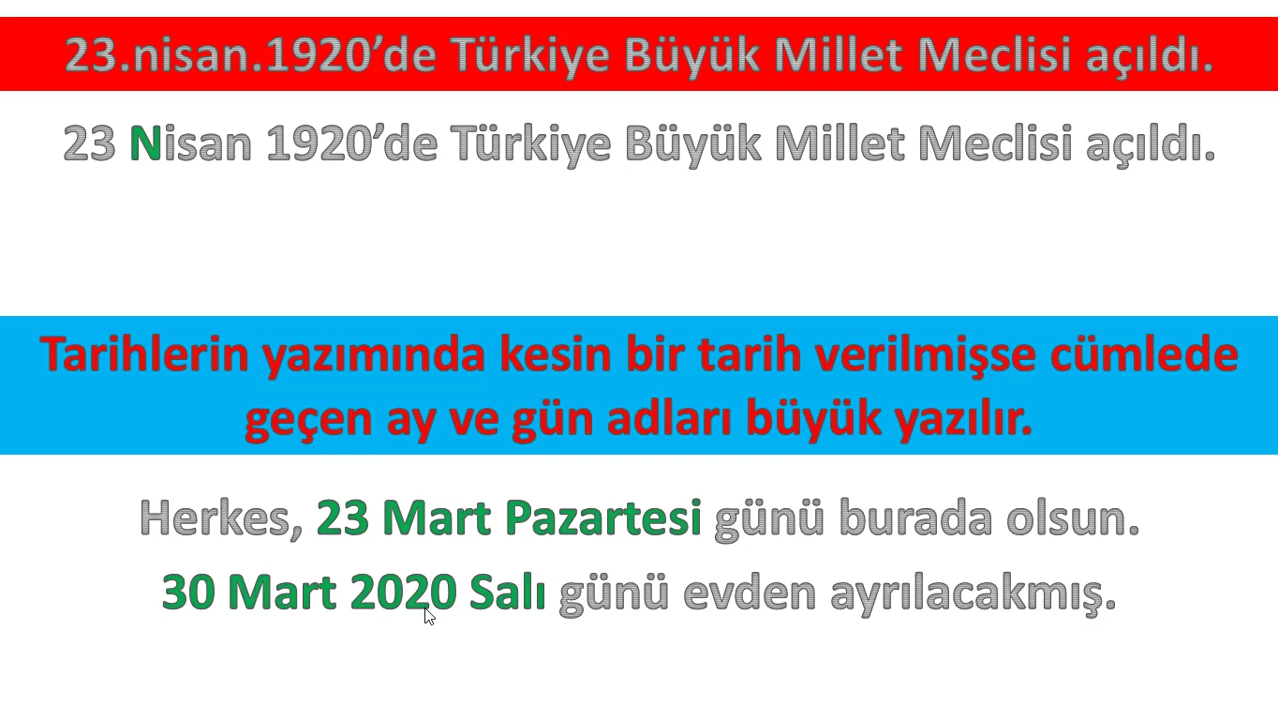 23.nisan.1920’de Türkiye Büyük Millet Meclisi açıldı.
23 Nisan 1920’de Türkiye Büyük Millet Meclisi açıldı.
Tarihlerin yazımında kesin bir tarih verilmişse cümlede
geçen ay ve gün adları büyük yazılır.
Herkes, 23 Mart Pazartesi günü burada olsun.
30 Mart 2020 Salı günü evden ayrılacakmış.